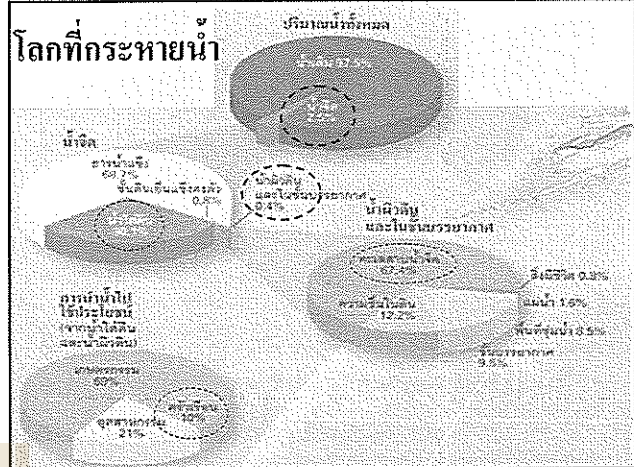 ปริมาณน้ำทั้งหมด
โลกที่กระหายน้ำ
น้ำเค็ม 97.5%
น้ำจืด
น้ำจืด
ธารน้ำแข็ง
68.7%
ชั้นดินเยือกแข็งคงตัว
0.8%
น้ำผิวดิน
และในชั้นบรรยากาศ
0.4%
น้ำผิวดิน
และในชั้นบรรยากาศ
ทะเลสาบน้ำจืด
67.4%
สิ่งมีชีวิต 0.8%
แม่น้ำ 1.6%
ความชื้นในดิน
12.2%
พื้นที่ชุ่มน้ำ 8.5%
ชั้นบรรยากาศ
9.5%
การนำน้ำไป
ใช้ประโยชน์
(จากน้ำใต้ดิน
และน้ำผิวดิน)
เกษตรกรรม
69%
ครัวเรือน
10%
อุตสาหกรรม
21%